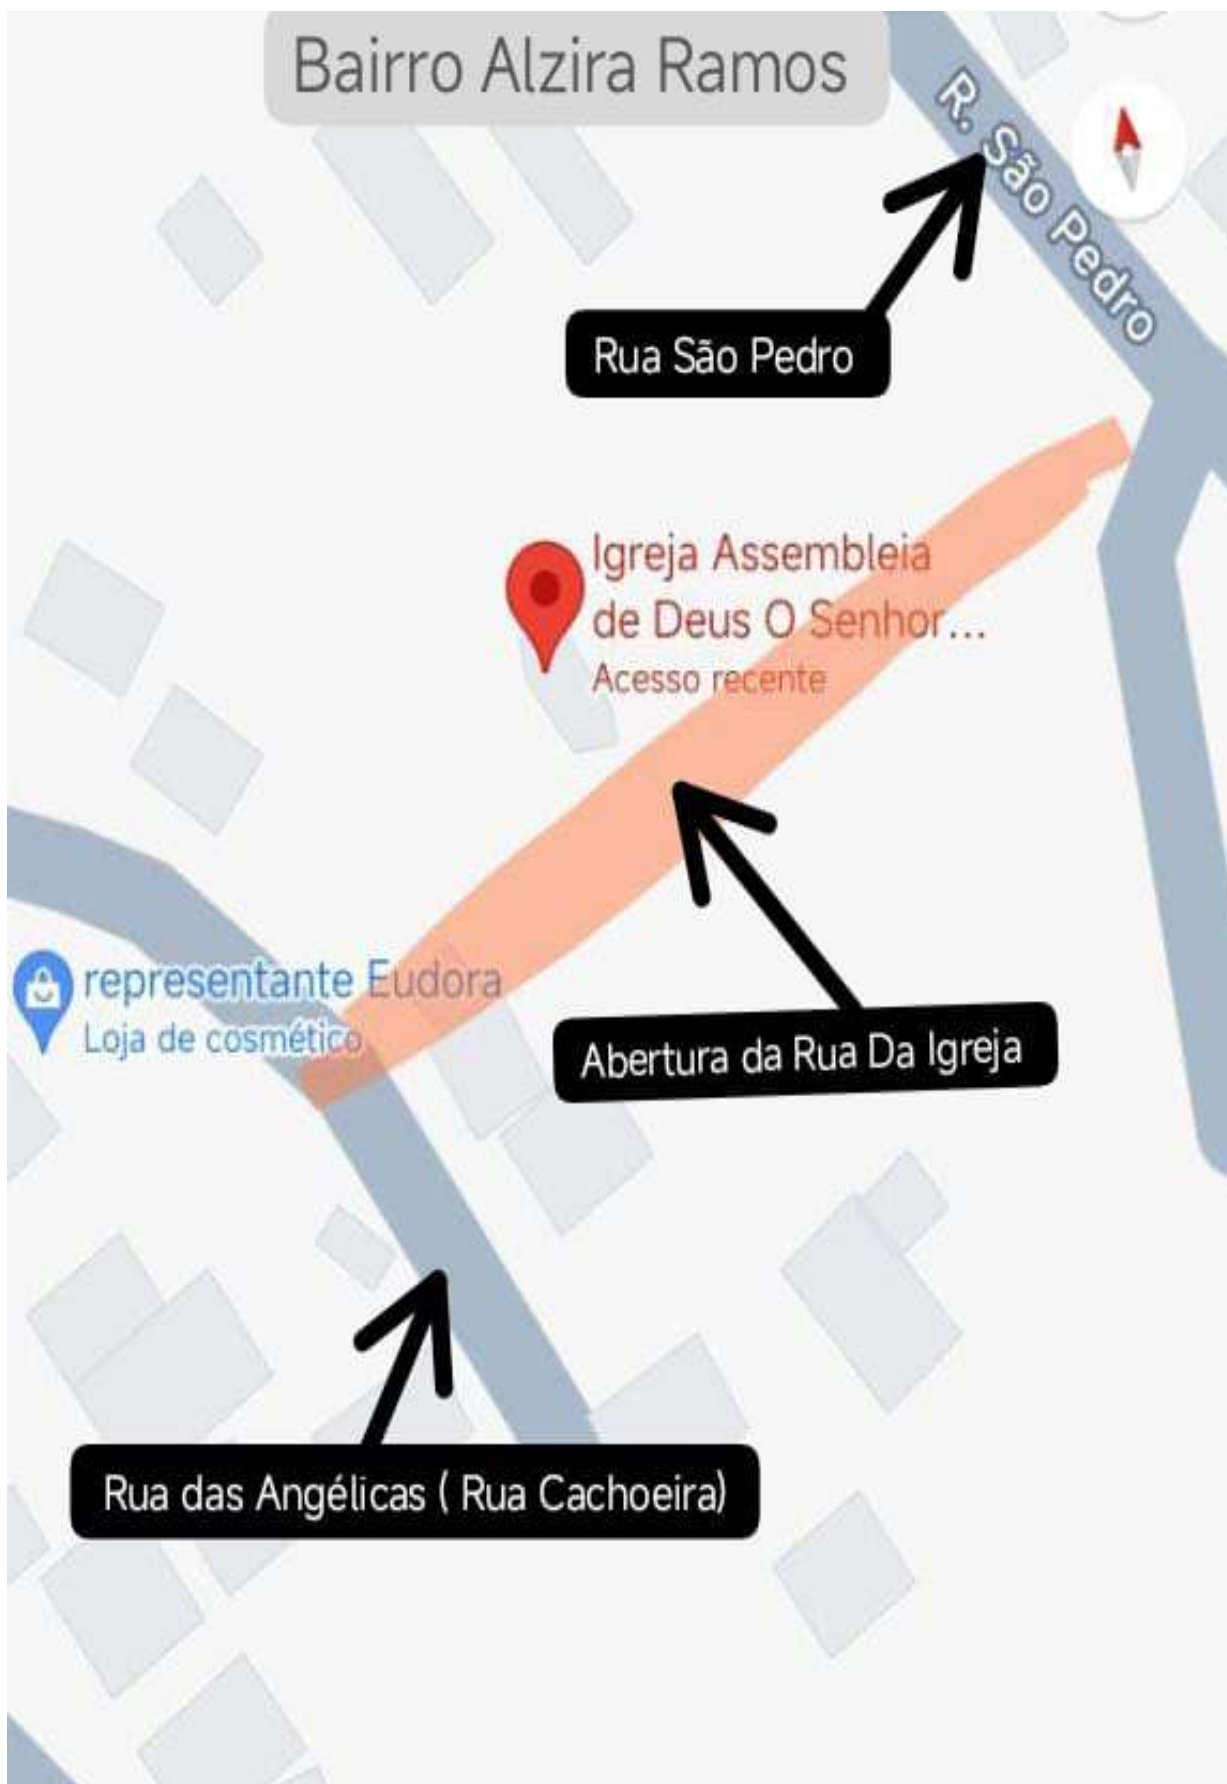 Bairro Alzira Ramos
R. São Pedro
Rua São Pedro
Igreja Assembleia
de Deus O Senhor...
Acesso recente
representante Eudora
Loja de cosmético
Abertura da Rua Da Igreja
Rua das Angélicas ( Rua Cachoeira)